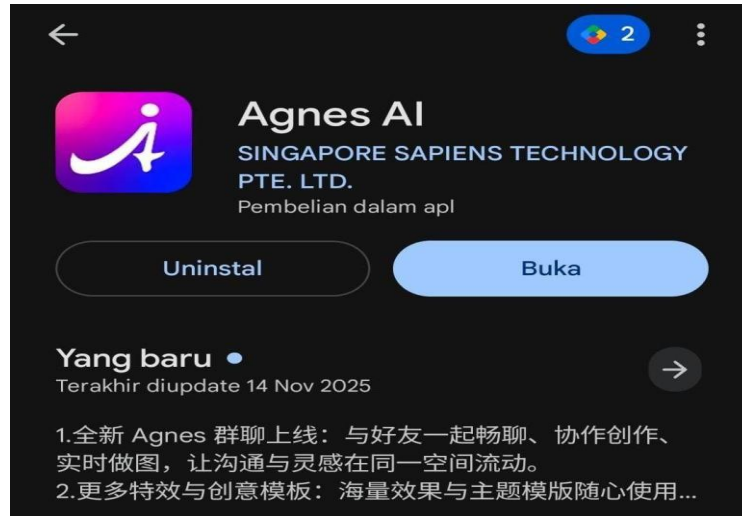 2
Agnes AI
SINGAPORE SAPIENS TECHNOLOGY
PTE. LTD.
Pembelian dalam apl
Uninstal
Buka
Yang baru
Terakhir diupdate 14 Nov 2025
1.全新 Agnes 群聊上线：与好友一起畅聊、协作创作、
实时做图，让沟通与灵感在同一空间流动。
2.更多特效与创意模板：海量效果与主题模版随心使用...